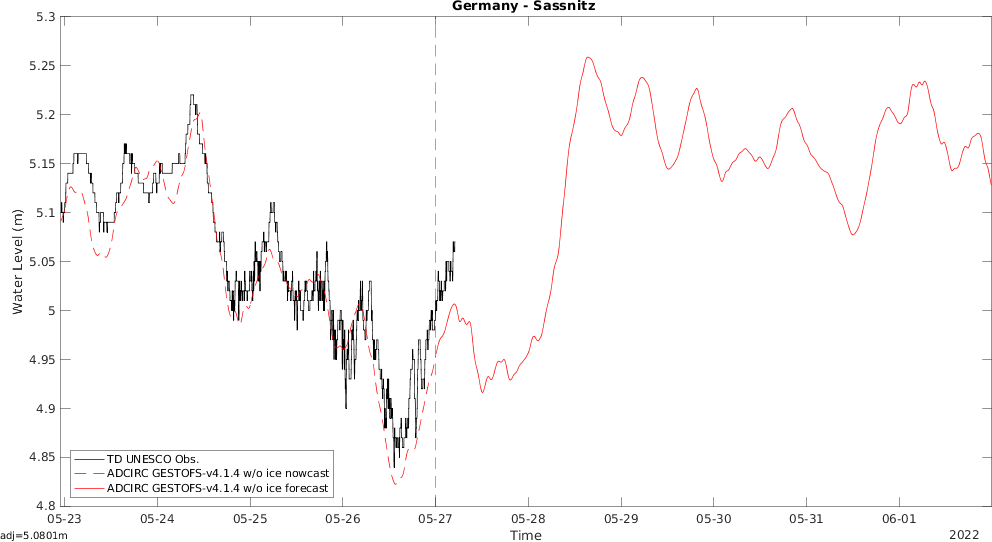 Germany - Sassnitz
5.3
5.25
5.2
5.15
5.1
5.05
5
4.95
4.9
4.85
4.8
Water Level (m)
TD UNESCO Obs.
ADCIRC GESTOFS-v4.1.4 w/o ice nowcast
ADCIRC GESTOFS-v4.1.4 w/o ice forecast
05-23 05-24 05-25 05-26 05-27 05-28 05-29 05-30 05-31 06-01
adj=5.0801m Time 2022